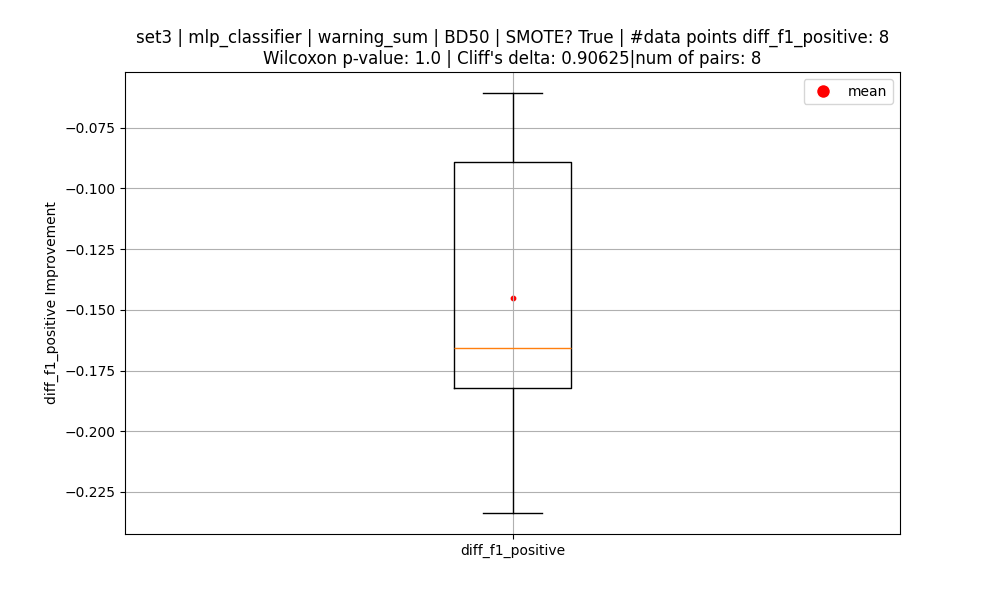 set3 | mlp_classifier | warning_sum | BD50 | SMOTE? True | #data points diff_f1_positive: 8
Wilcoxon p-value: 1.0 | Cliff's delta: 0.90625|num of pairs: 8
mean
−0.075
−0.100
−0.125
−0.150
−0.175
−0.200
−0.225
diff_f1_positive Improvement
diff_f1_positive